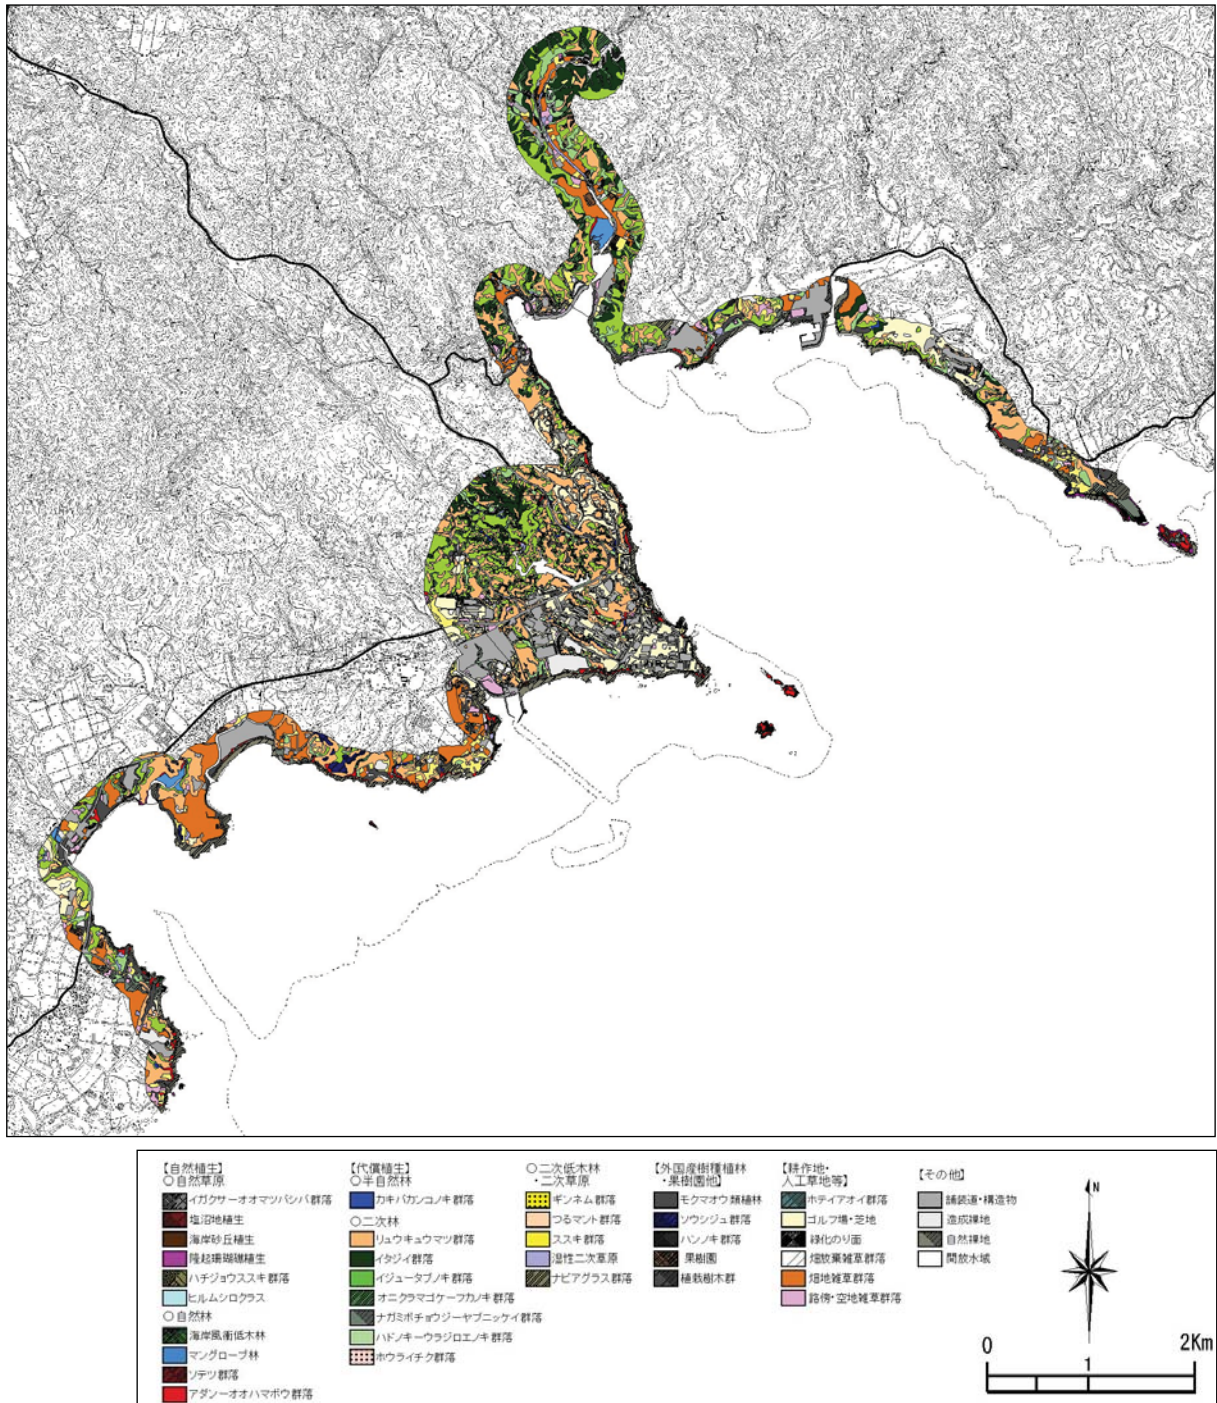 【自然植生】
○自然草原
イガクサーオオマツバシバ群落
塩沼地植生
海岸砂丘植生
隆起珊瑚礁植生
ハチジョウススキ群落
ヒルムシロクラス
○自然林
海岸風衝低木林
マングローブ林
ソテツ群落
アダンーオオハマボウ群落
【代償植生】
○半自然林
カキバカンコノキ群落
○二次林
リュウキュウマツ群落
イタジイ群落
イジュータブノキ群落
オニクラマゴケーフカノキ群落
ナガミボチョウジーヤブニッケイ群落
ハドノキーウラジロエノキ群落
ホウライチク群落
○二次低木林
・二次草原
ギンネム群落
つるマント群落
ススキ群落
湿性二次草原
ナピアグラス群落
【外国産樹種植林
・果樹園他】
モクマオウ類植林
ソウシジュ群落
ハンノキ群落
果樹園
植栽樹木群
【耕作地・
人工草地等】
ホテイアオイ群落
ゴルフ場・芝地
緑化のり面
畑放棄雑草群落
畑地雑草群落
路傍・空地雑草群落
【その他】
舗装道・構造物
造成裸地
自然裸地
開放水域
N
0 1 2Km